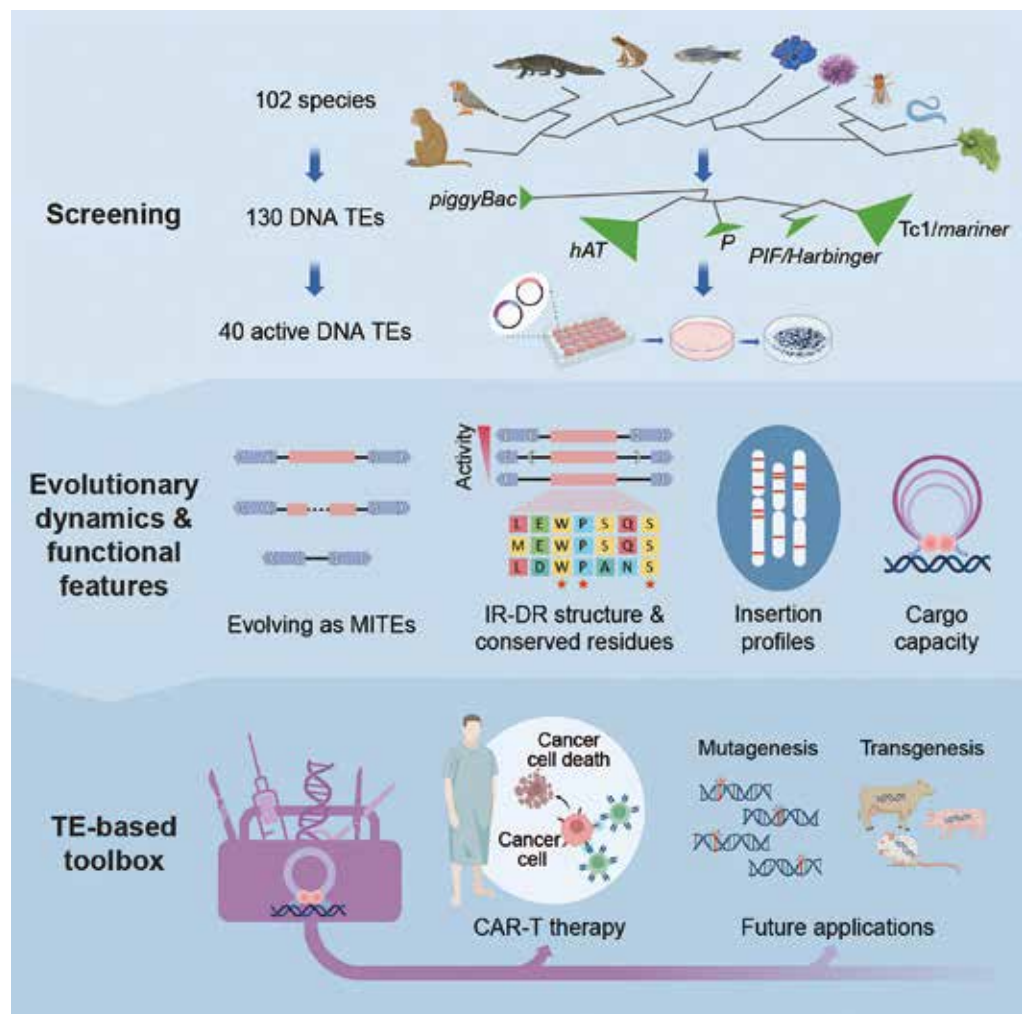 Screening
102 species
130 DNA TEs
40 active DNA TEs
piggyBac
hAT
P
PIF/Harbinger
Tc1/mariner
Evolutionary
dynamics &
functional
features
Evolving as MITEs
Activity
L E W P S Q S
M E W P S Q S
L D W P A N S
* * *
IR-DR structure &
conserved residues
Insertion
profiles
Cargo
capacity
TE-based
toolbox
Cancer
cell death
Cancer
cell
CAR-T therapy
Mutagenesis
Transgenesis
Future applications